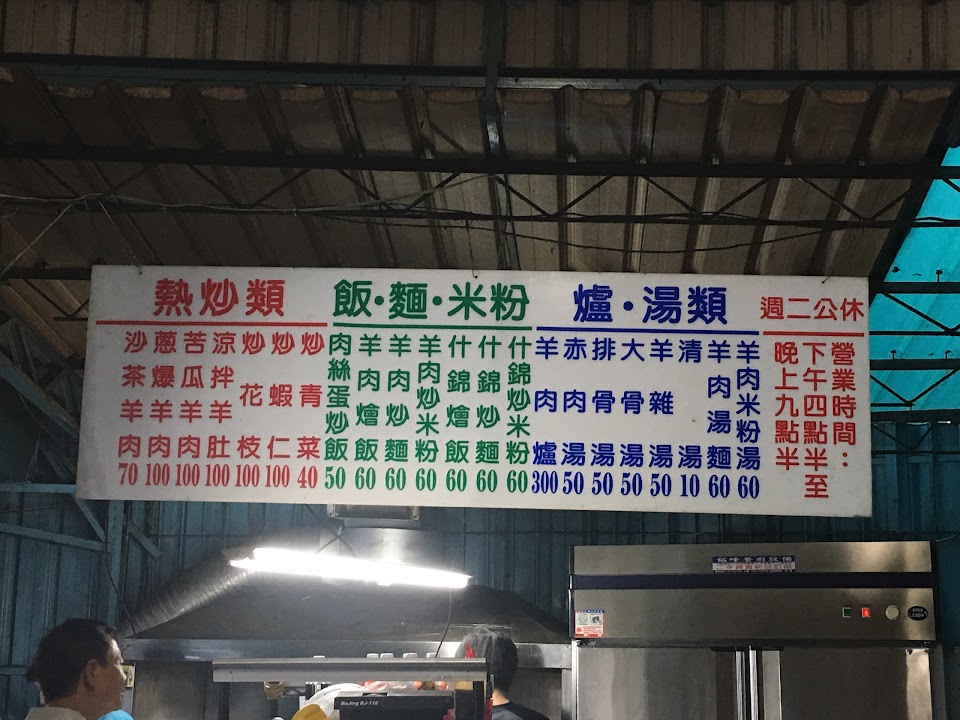 熱炒類
沙茶羊肉70
蔥爆羊肉100
苦瓜羊肉100
涼拌羊肚100
炒花枝100
炒蝦仁100
炒青菜40
飯·麵·米粉
肉絲蛋炒飯50
羊肉燴飯60
羊肉炒麵60
羊肉炒米粉60
什錦燴飯60
什錦炒麵60
什錦炒米粉60
爐·湯類
羊肉爐300
赤肉湯50
排骨湯50
大骨湯50
羊雜湯50
清湯10
羊肉湯麵60
羊肉米粉湯60
週二公休
營業時間：
下午四點半至
晚上九點半
BJ-118